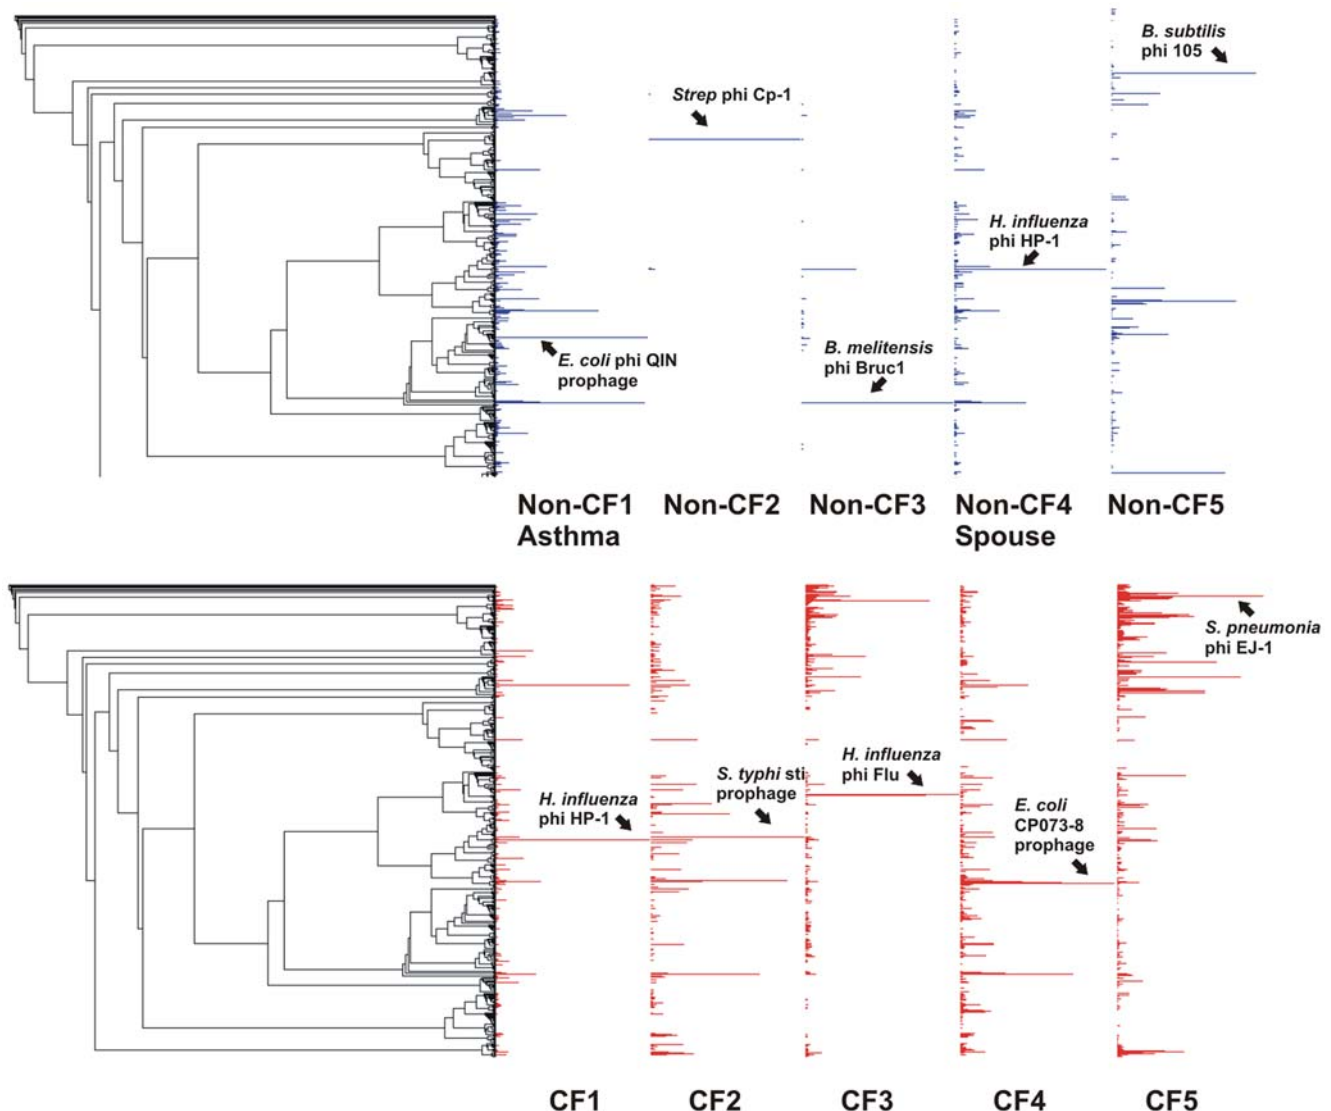 B. subtilis
phi 105
Strep phi Cp-1
H. influenza
phi HP-1
E. coli phi QIN
prophage
B. melitensis
phi Bruc1
Non-CF1
Asthma
Non-CF2
Non-CF3
Non-CF4
Spouse
Non-CF5
S. pneumonia
phi EJ-1
H. influenza
phi HP-1
S. typhi sti
prophage
H. influenza
phi Flu
E. coli
CP073-8
prophage
CF1
CF2
CF3
CF4
CF5